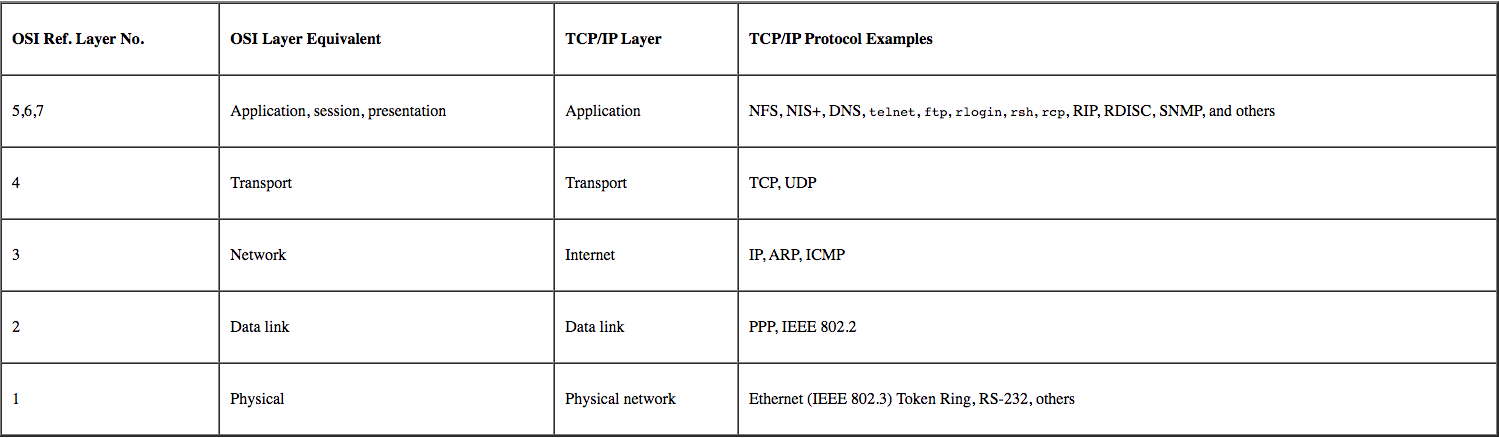 OSI Ref. Layer No. OSI Layer Equivalent TCP/IP Layer TCP/IP Protocol Examples
5,6,7 Application, session, presentation Application NFS, NIS+, DNS, telnet, ftp, rlogin, rsh, rcp, RIP, RDISC, SNMP, and others
4 Transport Transport TCP, UDP
3 Network Internet IP, ARP, ICMP
2 Data link Data link PPP, IEEE 802.2
1 Physical Physical network Ethernet (IEEE 802.3) Token Ring, RS-232, others